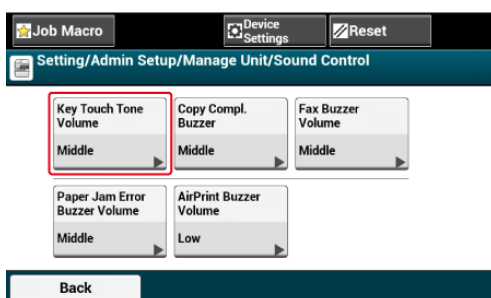 Job Macro
Device
Settings
Reset
Setting/Admin Setup/Manage Unit/Sound Control
Key Touch Tone
Volume
Middle
Copy Compl.
Buzzer
Middle
Fax Buzzer
Volume
Middle
Paper Jam Error
Buzzer Volume
Middle
AirPrint Buzzer
Volume
Low
Back